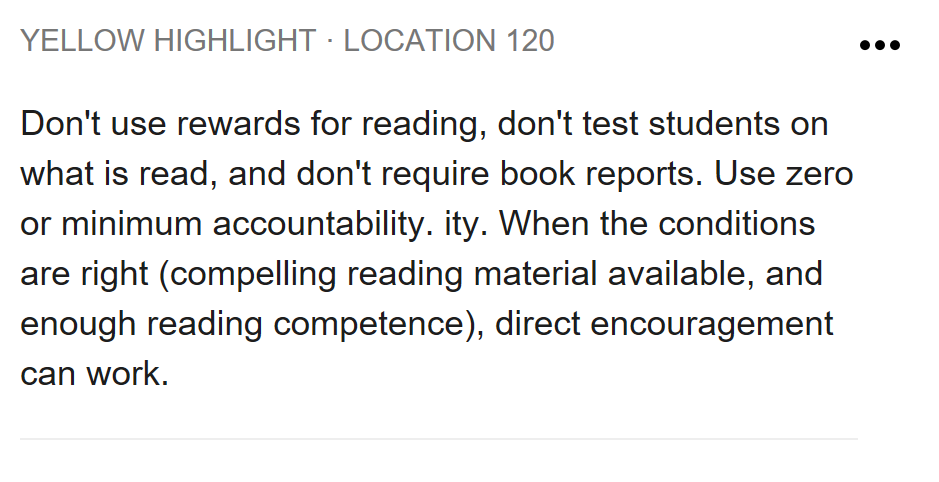 YELLOW HIGHLIGHT · LOCATION 120
Don't use rewards for reading, don't test students on
what is read, and don't require book reports. Use zero
or minimum accountability. ity. When the conditions
are right (compelling reading material available, and
enough reading competence), direct encouragement
can work.